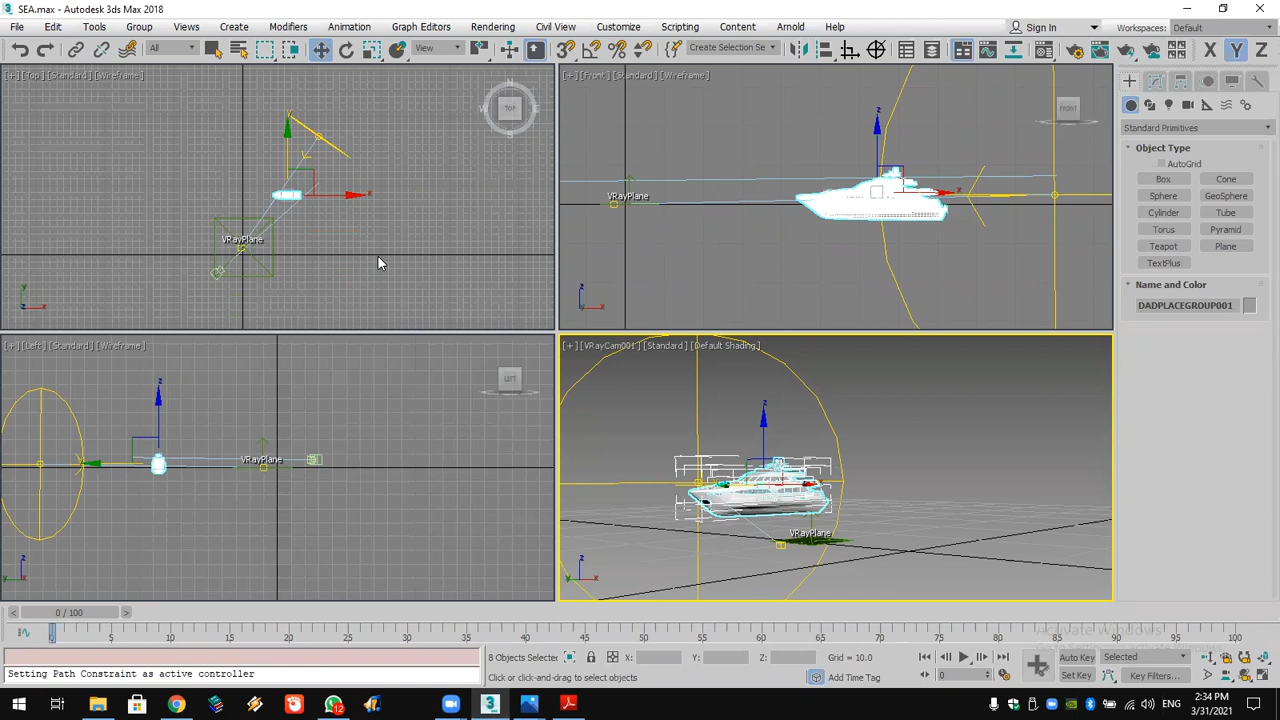 SEA.max - Autodesk 3ds Max 2018
File Edit Tools Group Views Create Modifiers Animation Graph Editors Rendering Civil View Customize Scripting Content Arnold Help Sign In Workspaces: Default
All View Create Selection Se X Y Z
[+] [Top] [Standard] [Wireframe]
N
W TOP E
S
y
x
VRayPlane
y
z x
[+] [Front] [Standard] [Wireframe]
FRONT
z
VRayPlane
x
z
x
[+] [Left] [Standard] [Wireframe]
LEFT
z
VRayPlane
z
y x
[+] [VRayCam001] [Standard] [Default Shading]
z
VRayPlane
z
y x
Standard Primitives
Object Type
AutoGrid
Box Cone
Sphere GeoSphere
Cylinder Tube
Torus Pyramid
Teapot Plane
TextPlus
Name and Color
DADPLACEGROUP001
< 0 / 100 >
0 5 10 15 20 25 30 35 40 45 50 55 60 65 70 75 80 85 90 95 100
Activate Windows
8 Objects Selected X: Y: Z: Grid = 10.0
Auto Key Selected
Setting Path Constraint as active controller
Click or click-and-drag to select objects
Add Time Tag
0
Set Key Key Filters...
12
ENG
2:34 PM
3/31/2021